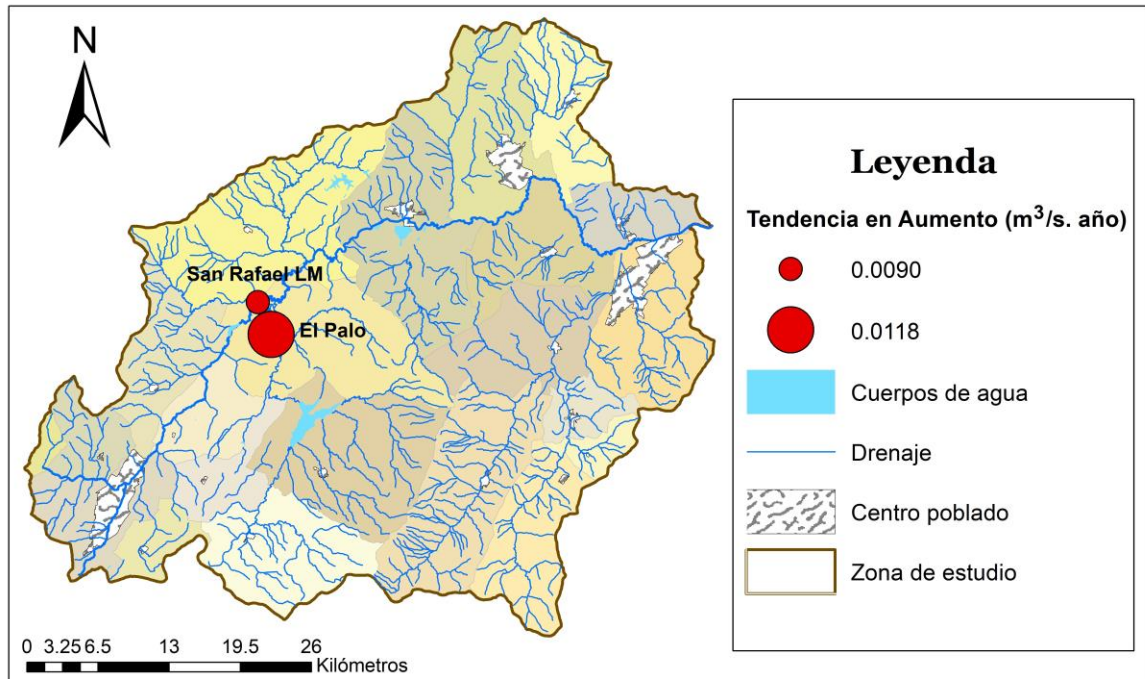 N
San Rafael LM
El Palo
0 3.25 6.5 13 19.5 26
Kilómetros
Leyenda
Tendencia en Aumento (m³/s. año)
0.0090
0.0118
Cuerpos de agua
Drenaje
Centro poblado
Zona de estudio